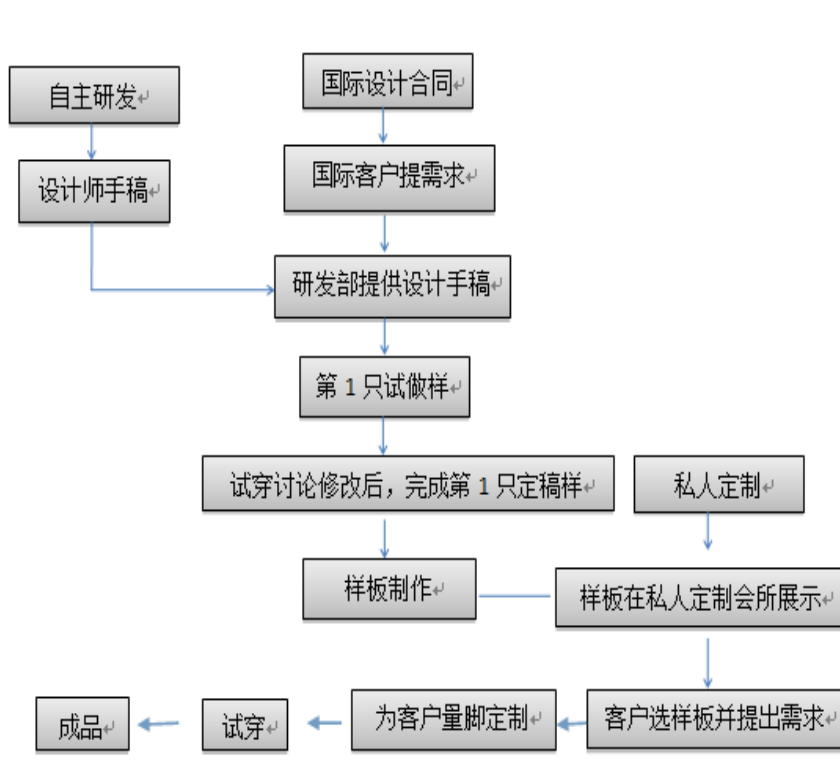 国际设计合同
自主研发
国际客户提需求
设计师手稿
研发部提供设计手稿
第 1 只试做样
试穿讨论修改后，完成第 1 只定稿样
私人定制
样板制作
样板在私人定制会所展示
成品
试穿
为客户量脚定制
客户选样板并提出需求